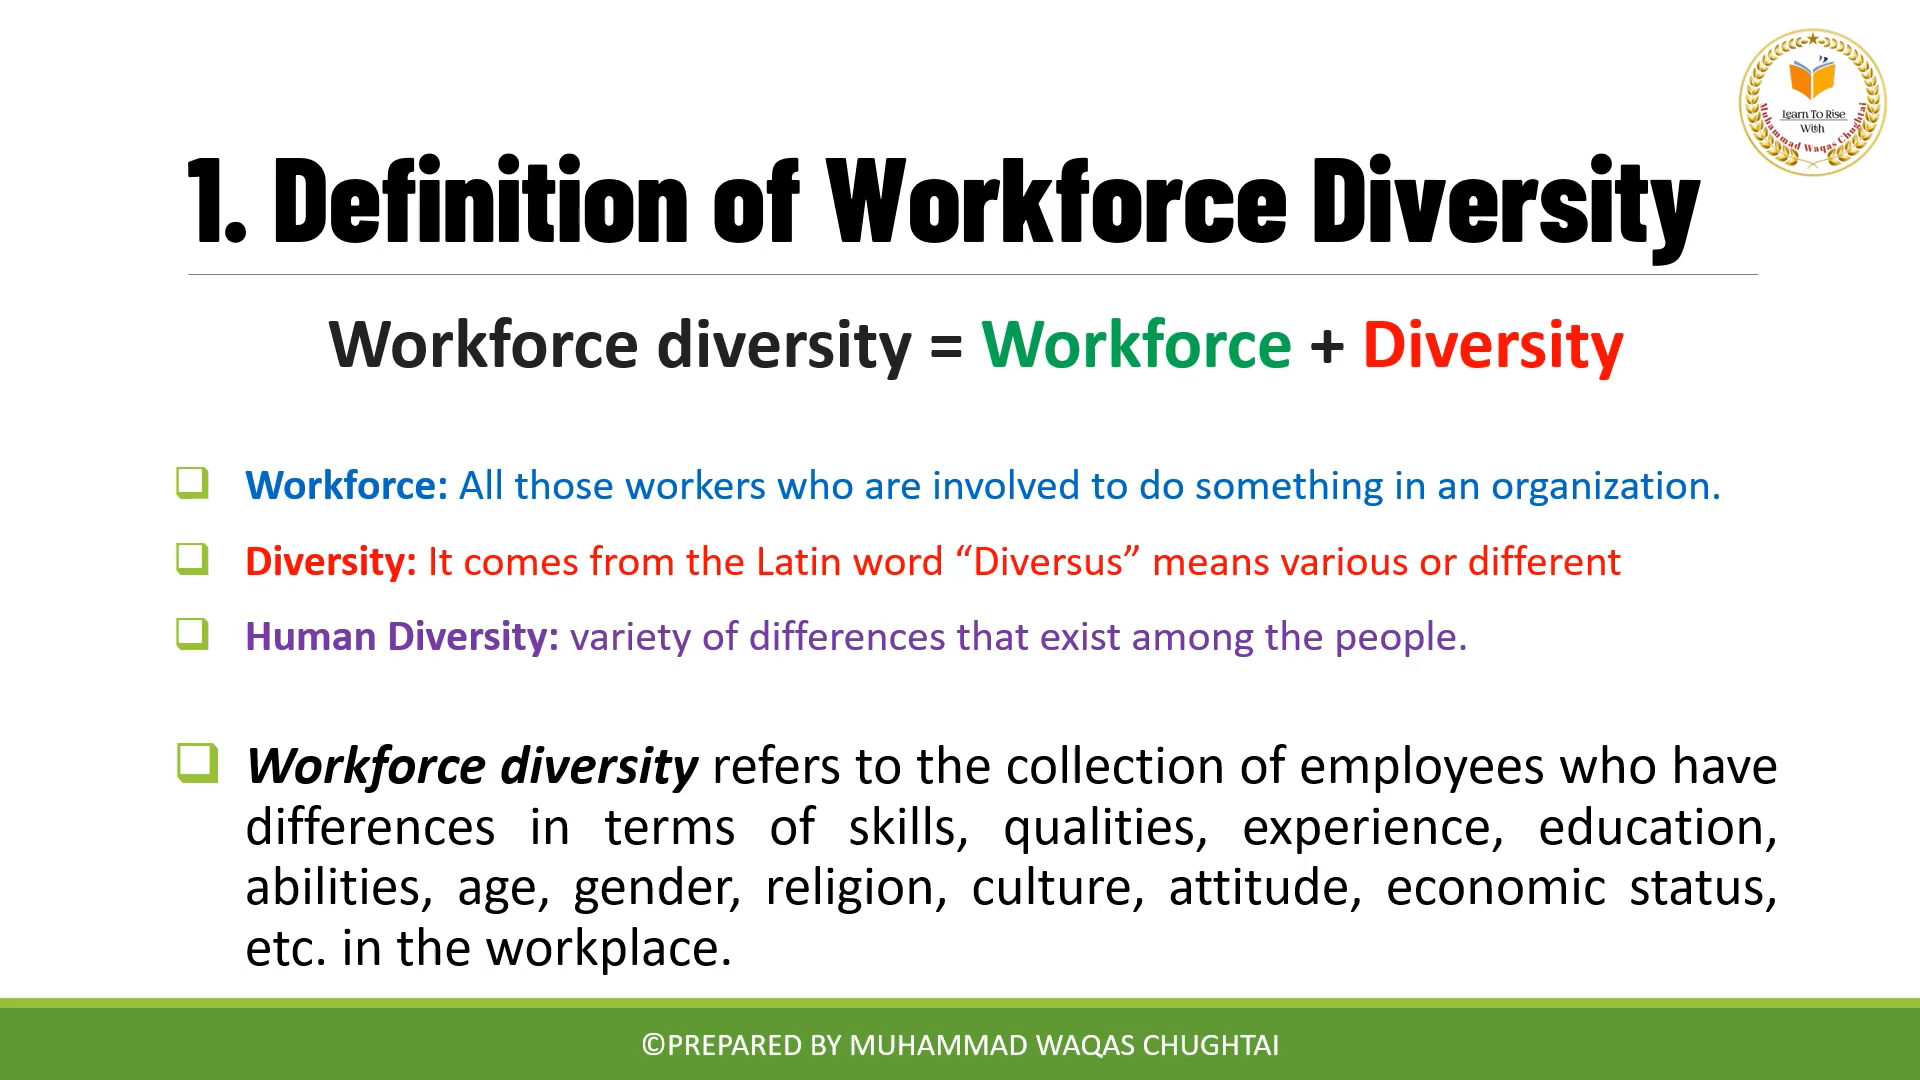 Learn To Rise
With
Muhammad Waqas Chughtai
1. Definition of Workforce Diversity
Workforce diversity = Workforce + Diversity
Workforce: All those workers who are involved to do something in an organization.
Diversity: It comes from the Latin word “Diversus” means various or different
Human Diversity: variety of differences that exist among the people.
Workforce diversity refers to the collection of employees who have
differences in terms of skills, qualities, experience, education,
abilities, age, gender, religion, culture, attitude, economic status,
etc. in the workplace.
©PREPARED BY MUHAMMAD WAQAS CHUGHTAI